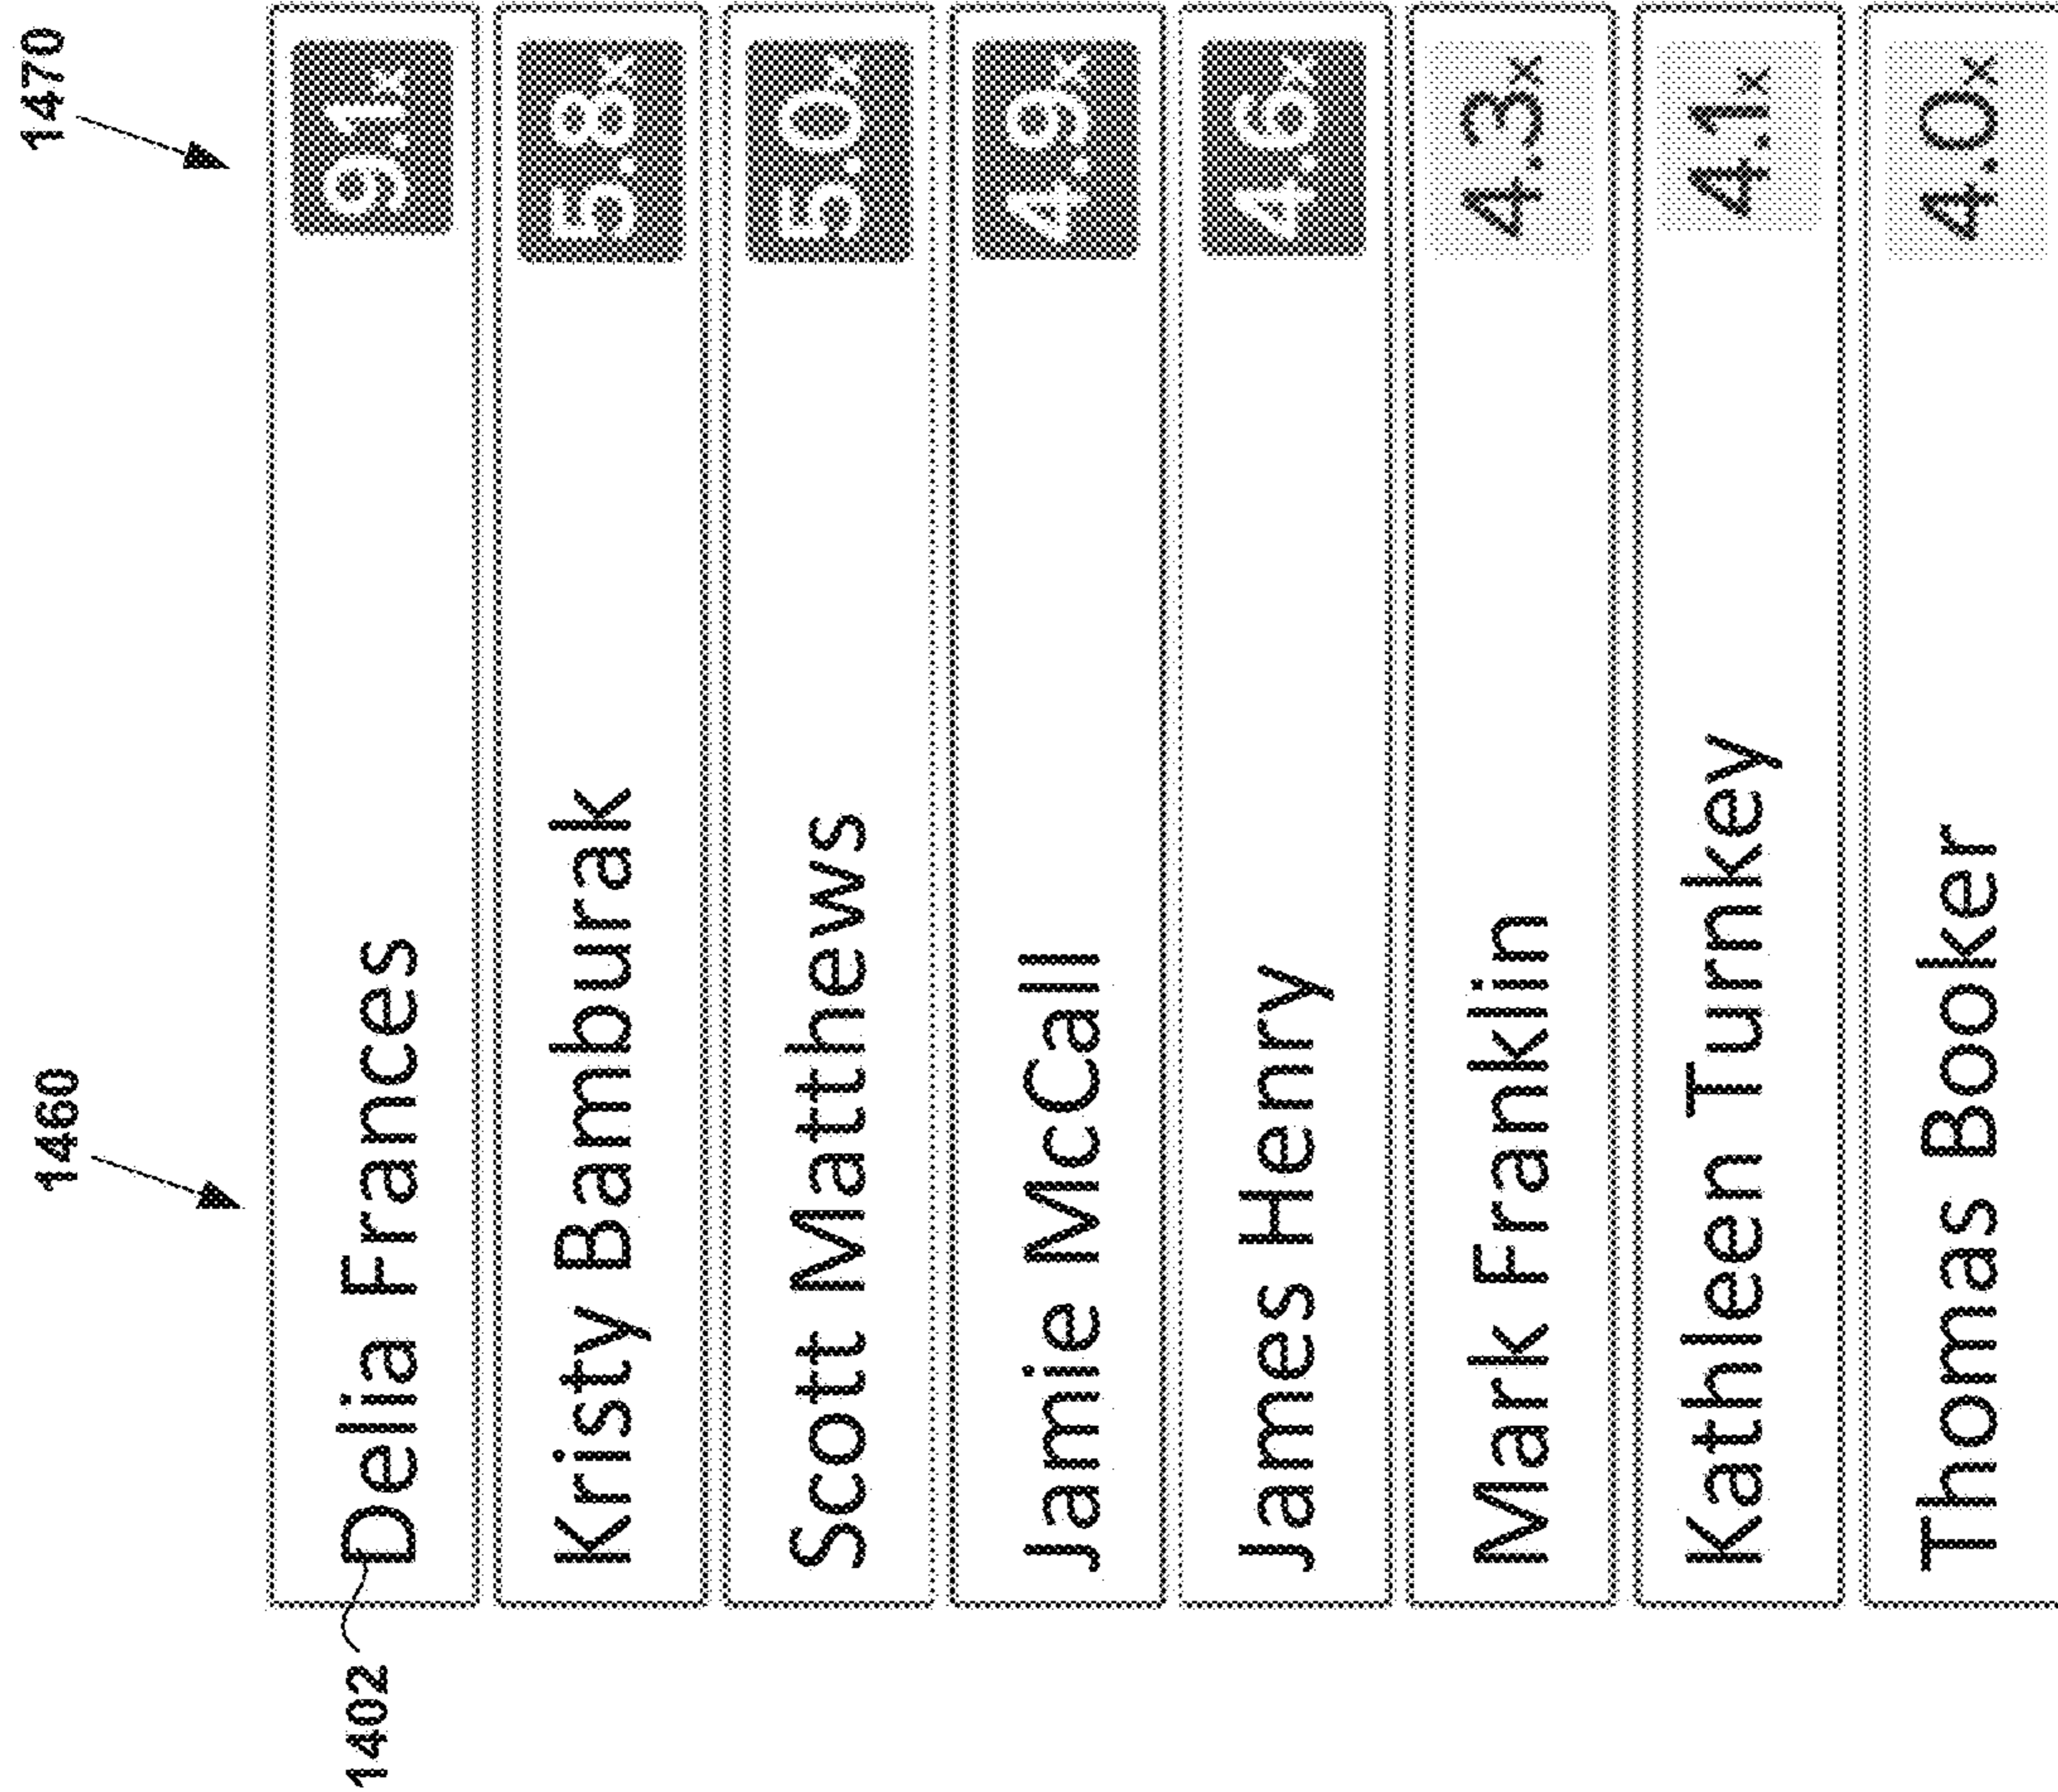 1460 1470
1402 Delia Frances 9.1x
Kristy Bamburak 5.8x
Scott Matthews 5.0x
Jamie McCall 4.9x
James Henry 4.6x
Mark Franklin 4.3x
Kathleen Turnkey 4.1x
Thomas Booker 4.0x